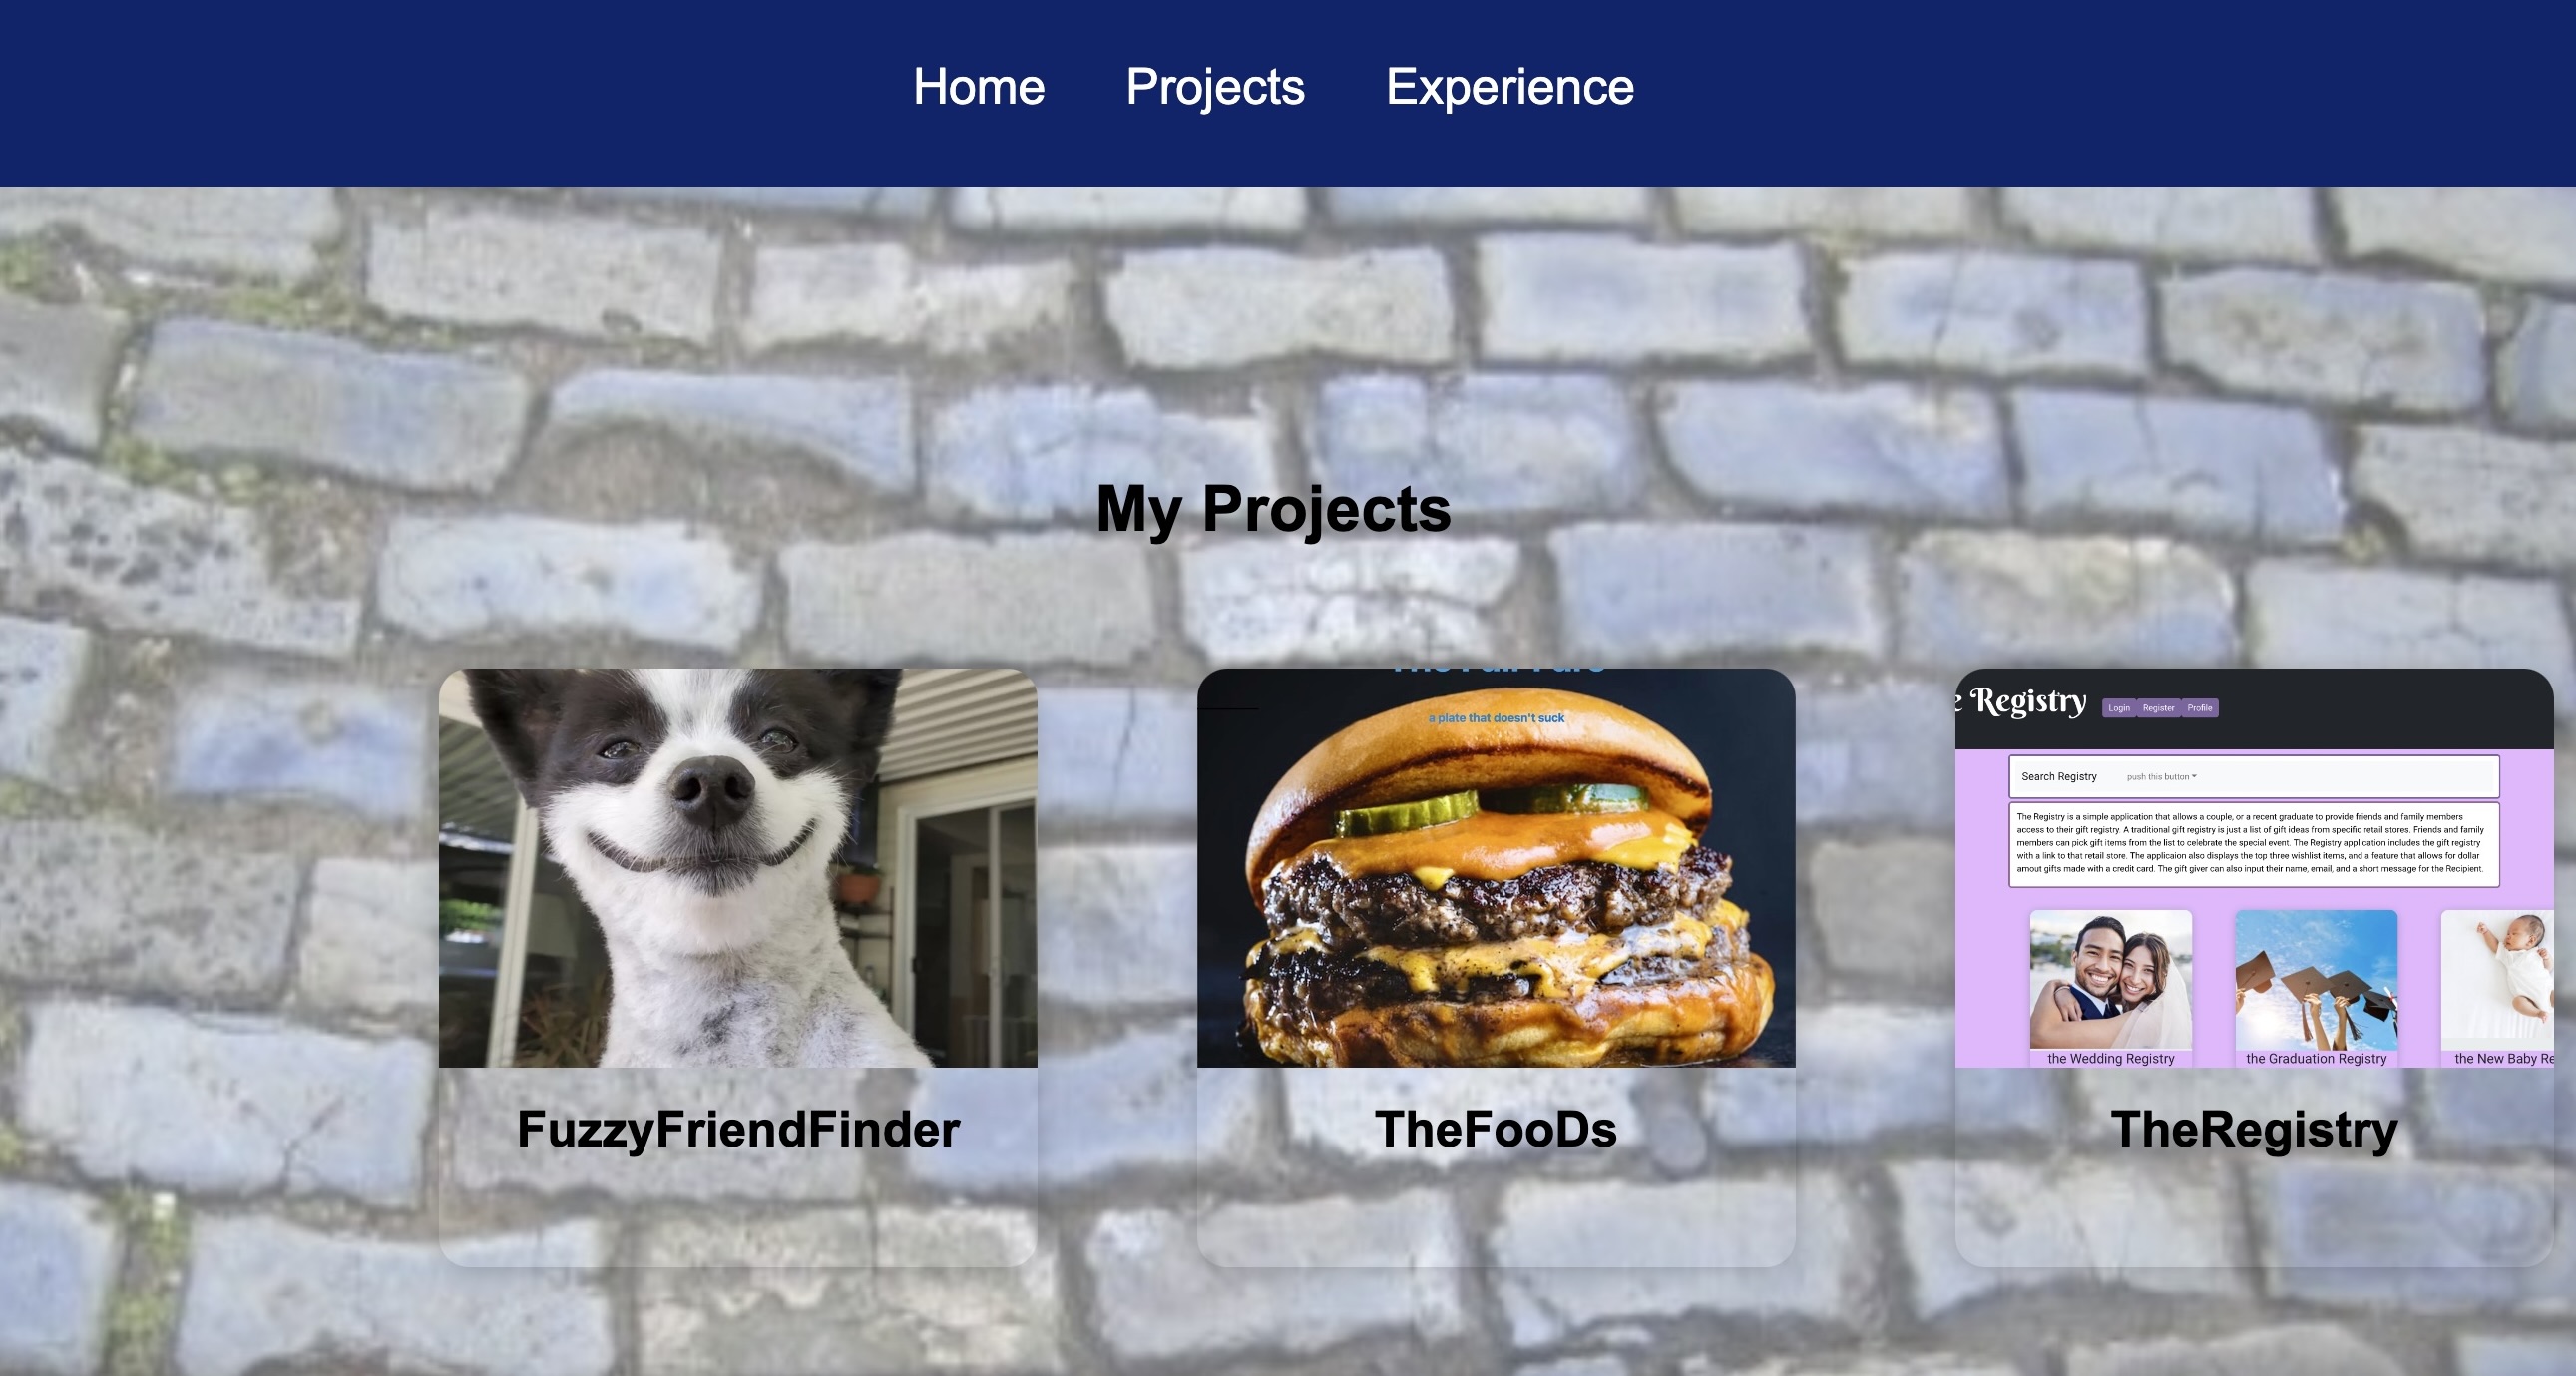 Home Projects Experience
My Projects
a plate that doesn't suck
Registry Login Register Profile
Search Registry push this button
The Registry is a simple application that allows a couple, or a recent graduate to provide friends and family members
access to their gift registry. A traditional gift registry is just a list of gift ideas from specific retail stores. Friends and family
members can pick gift items from the list to celebrate the special event. The Registry application includes the gift registry
with a link to that retail store. The applicaion also displays the top three wishlist items, and a feature that allows for dollar
amout gifts made with a credit card. The gift giver can also input their name, email, and a short message for the Recipient.
the Wedding Registry the Graduation Registry the New Baby Re
FuzzyFriendFinder TheFooDs TheRegistry